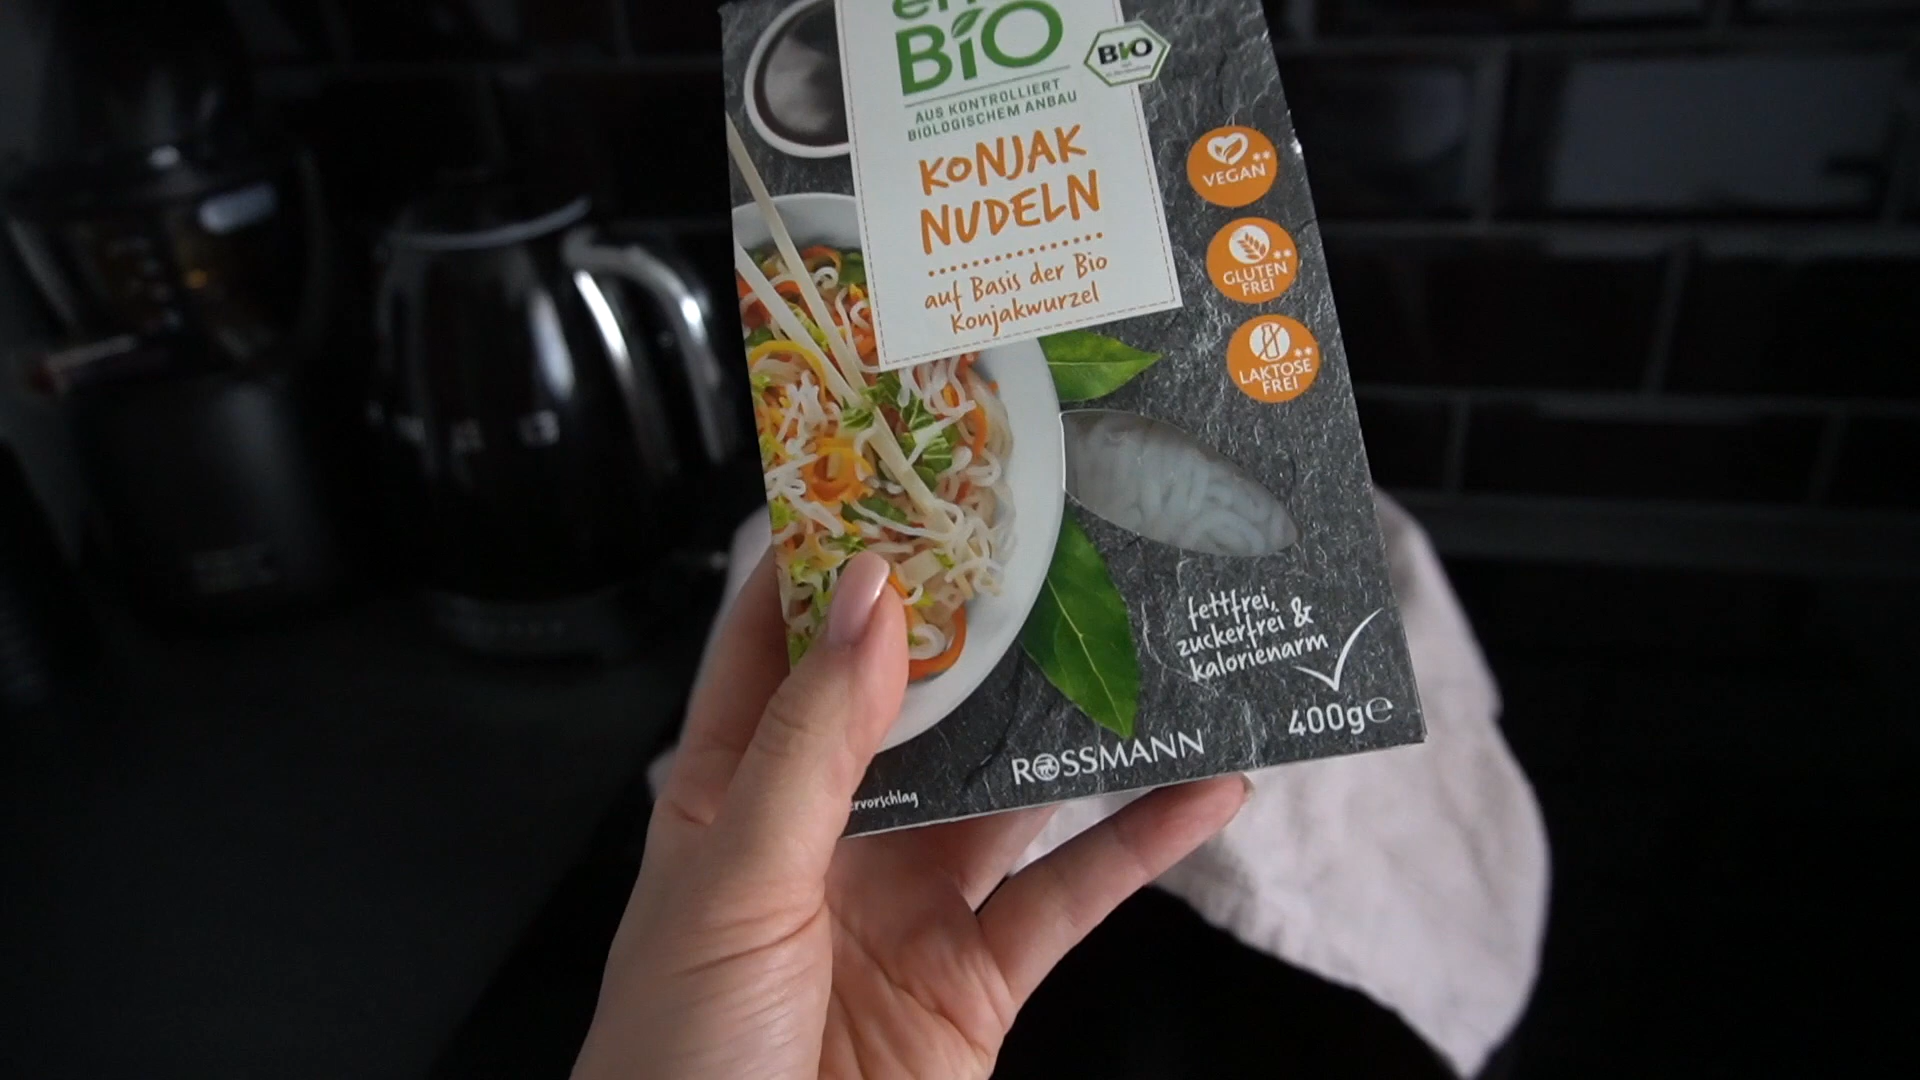 BiO
AUS KONTROLLIERT
BIOLOGISCHEM ANBAU
BIO
KONJAK
NUDELN
auf Basis der Bio
Konjakwurzel
VEGAN**
GLUTEN**
FREI
LAKTOSE**
FREI
fettfrei,
zuckerfrei &
kalorienarm
400g℮
ROSSMANN